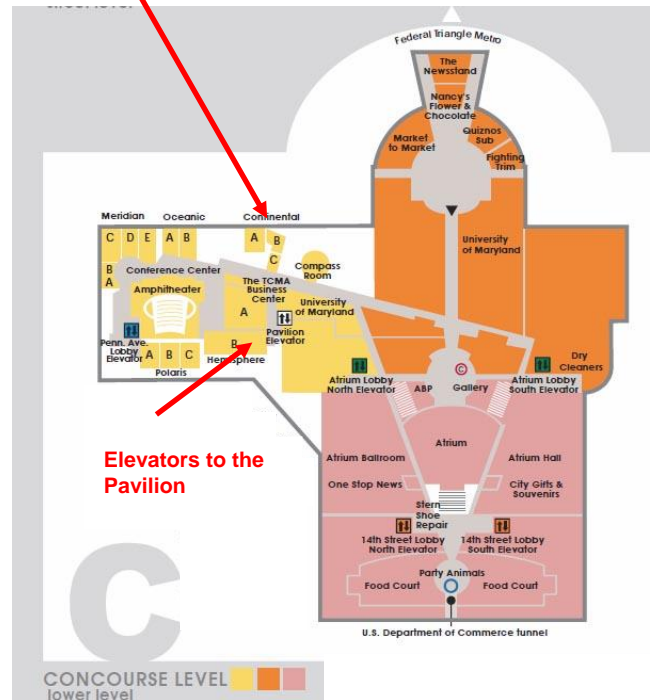 street level
Federal Triangle Metro
The
Newsstand
Nancy's
Flower &
Chocolate
Market
to Market
Quiznos
Sub
Fighting
Trim
Meridian
Oceanic
Continental
C D E
A B
A
B
C
B
A
Conference Center
Compass
Room
University
of Maryland
Amphitheater
The TCMA
Business
Center
University
of Maryland
A
Penn. Ave.
Lobby
Elevator
Pavilion
Elevator
B
A B C
Hemisphere
Polaris
Atrium Lobby
North Elevator
ABP
C
Gallery
Atrium Lobby
South Elevator
Dry
Cleaners
Elevators to the
Pavilion
Atrium
Atrium Ballroom
Atrium Hall
One Stop News
City Gifts &
Souvenirs
Stern
Shoe
Repair
14th Street Lobby
North Elevator
14th Street Lobby
South Elevator
Party Animals
Food Court
Food Court
U.S. Department of Commerce tunnel
C
CONCOURSE LEVEL
lower level